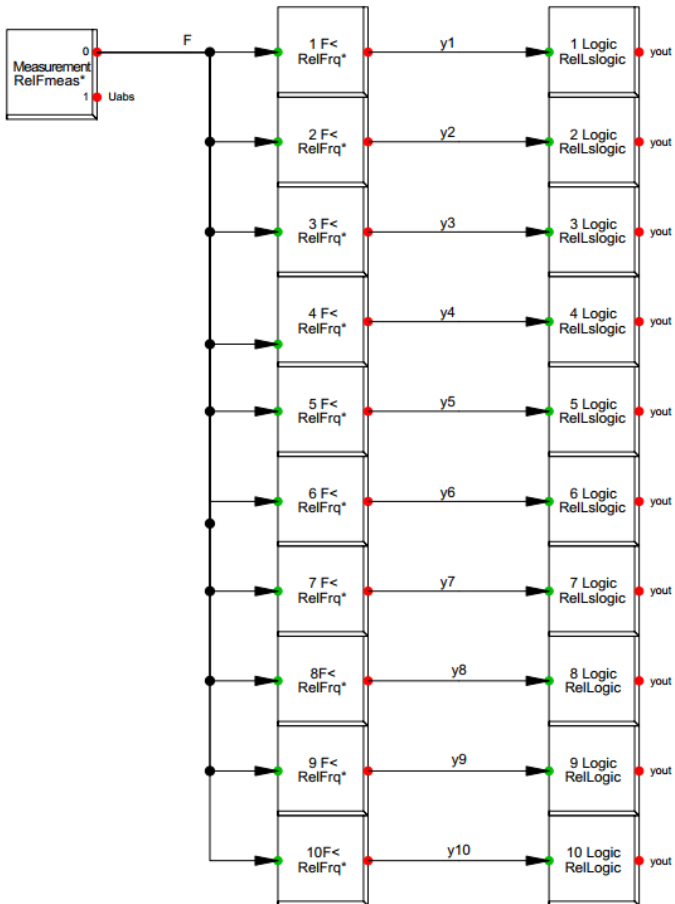 F
0
Measurement
RelFmeas*
1
Uabs
1 F<
RelFrq*
y1
1 Logic
RelLslogic
yout
2 F<
RelFrq*
y2
2 Logic
RelLslogic
yout
3 F<
RelFrq*
y3
3 Logic
RelLslogic
yout
4 F<
RelFrq*
y4
4 Logic
RelLslogic
yout
5 F<
RelFrq*
y5
5 Logic
RelLslogic
yout
6 F<
RelFrq*
y6
6 Logic
RelLslogic
yout
7 F<
RelFrq*
y7
7 Logic
RelLslogic
yout
8F<
RelFrq*
y8
8 Logic
RelLogic
yout
9 F<
RelFrq*
y9
9 Logic
RelLogic
yout
10F<
RelFrq*
y10
10 Logic
RelLogic
yout